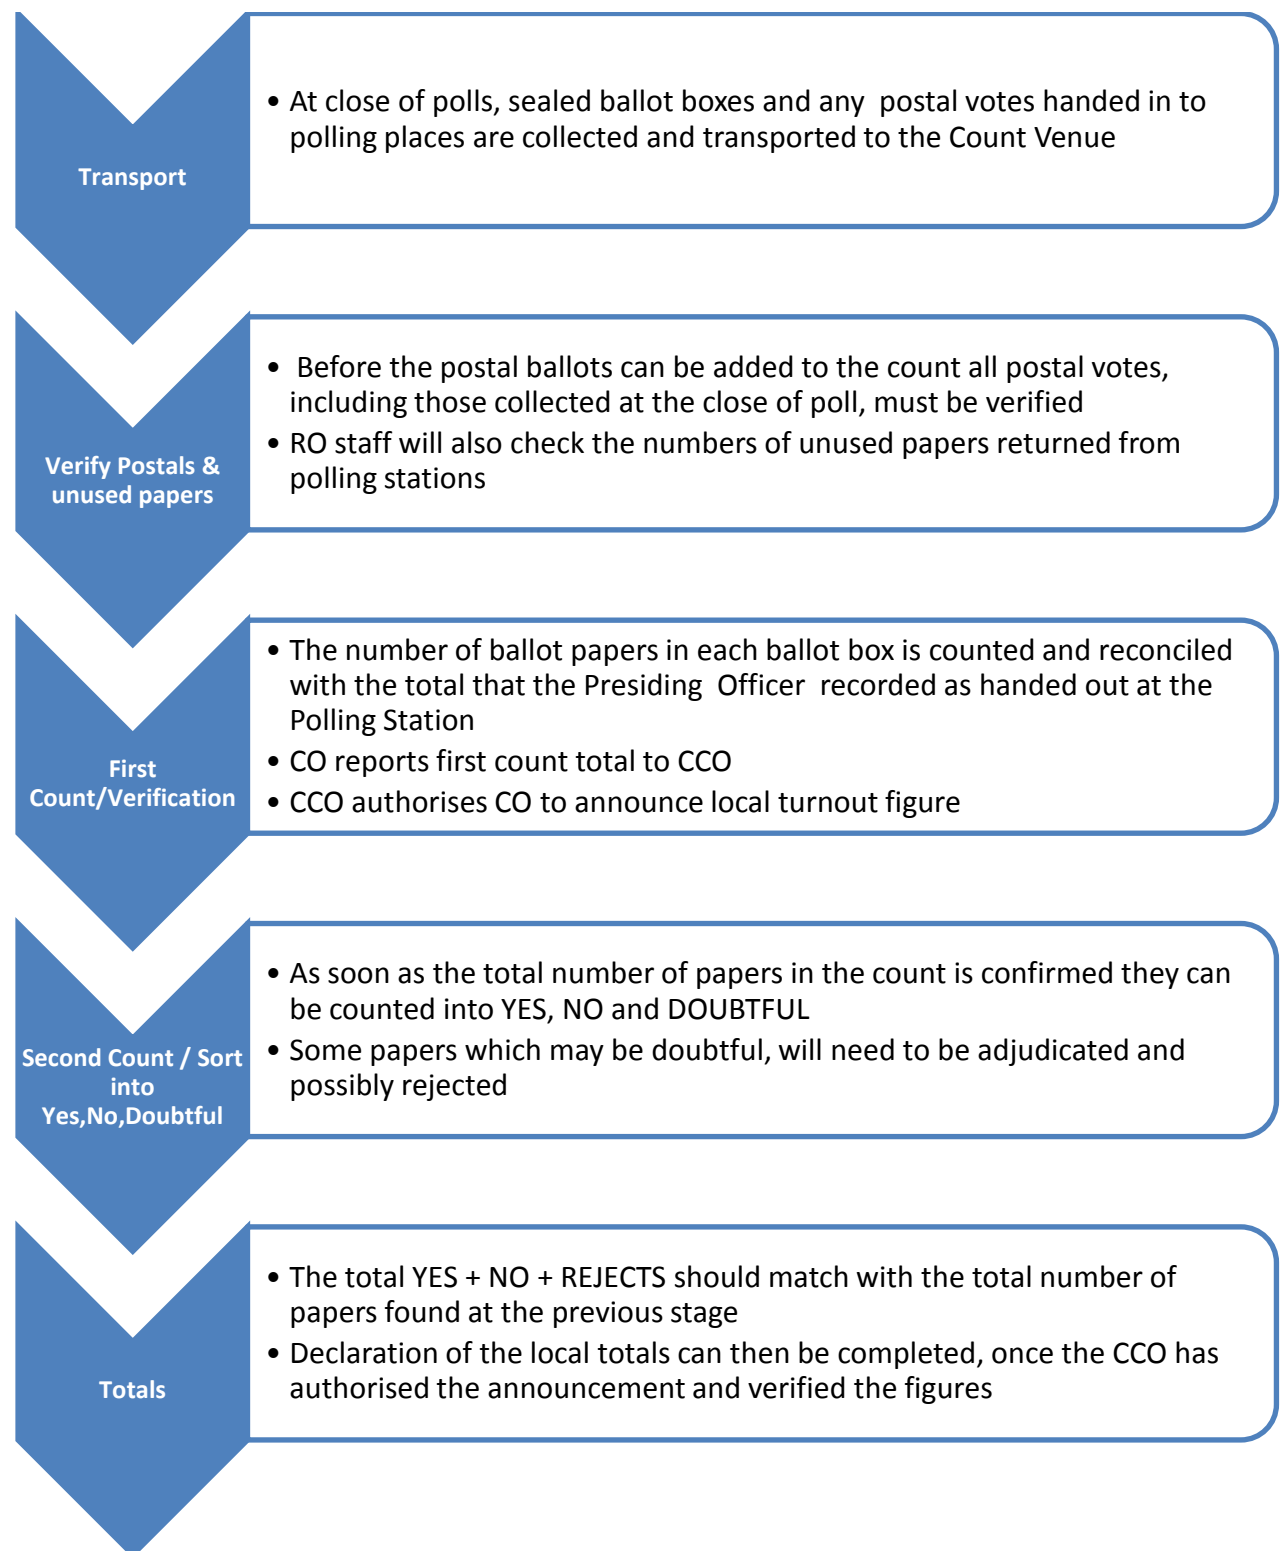 Transport
• At close of polls, sealed ballot boxes and any  postal votes handed in to
polling places are collected and transported to the Count Venue
Verify Postals &
unused papers
•  Before the postal ballots can be added to the count all postal votes,
including those collected at the close of poll, must be verified
• RO staff will also check the numbers of unused papers returned from
polling stations
First
Count/Verification
• The number of ballot papers in each ballot box is counted and reconciled
with the total that the Presiding  Officer  recorded as handed out at the
Polling Station
• CO reports first count total to CCO
• CCO authorises CO to announce local turnout figure
Second Count / Sort
into
Yes,No,Doubtful
• As soon as the total number of papers in the count is confirmed they can
be counted into YES, NO and DOUBTFUL
• Some papers which may be doubtful, will need to be adjudicated and
possibly rejected
Totals
• The total YES + NO + REJECTS should match with the total number of
papers found at the previous stage
• Declaration of the local totals can then be completed, once the CCO has
authorised the announcement and verified the figures